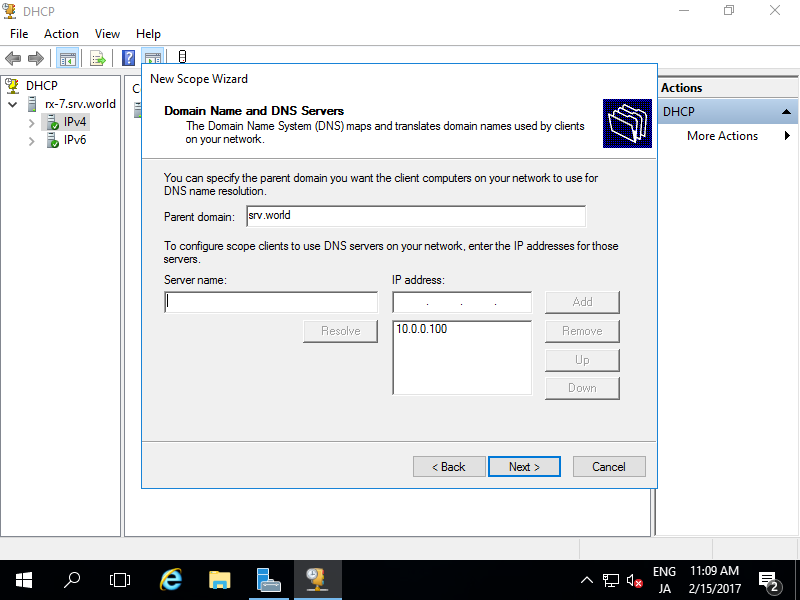 DHCP
File Action View Help
DHCP
rx-7.srv.world
IPv4
IPv6
New Scope Wizard
Domain Name and DNS Servers
The Domain Name System (DNS) maps and translates domain names used by clients
on your network.
You can specify the parent domain you want the client computers on your network to use for
DNS name resolution.
Parent domain: srv.world
To configure scope clients to use DNS servers on your network, enter the IP addresses for those
servers.
Server name: IP address:
. . . Add
Resolve 10.0.0.100 Remove
Up
Down
< Back Next > Cancel
Actions
DHCP
More Actions
ENG 11:09 AM
JA 2/15/2017 2